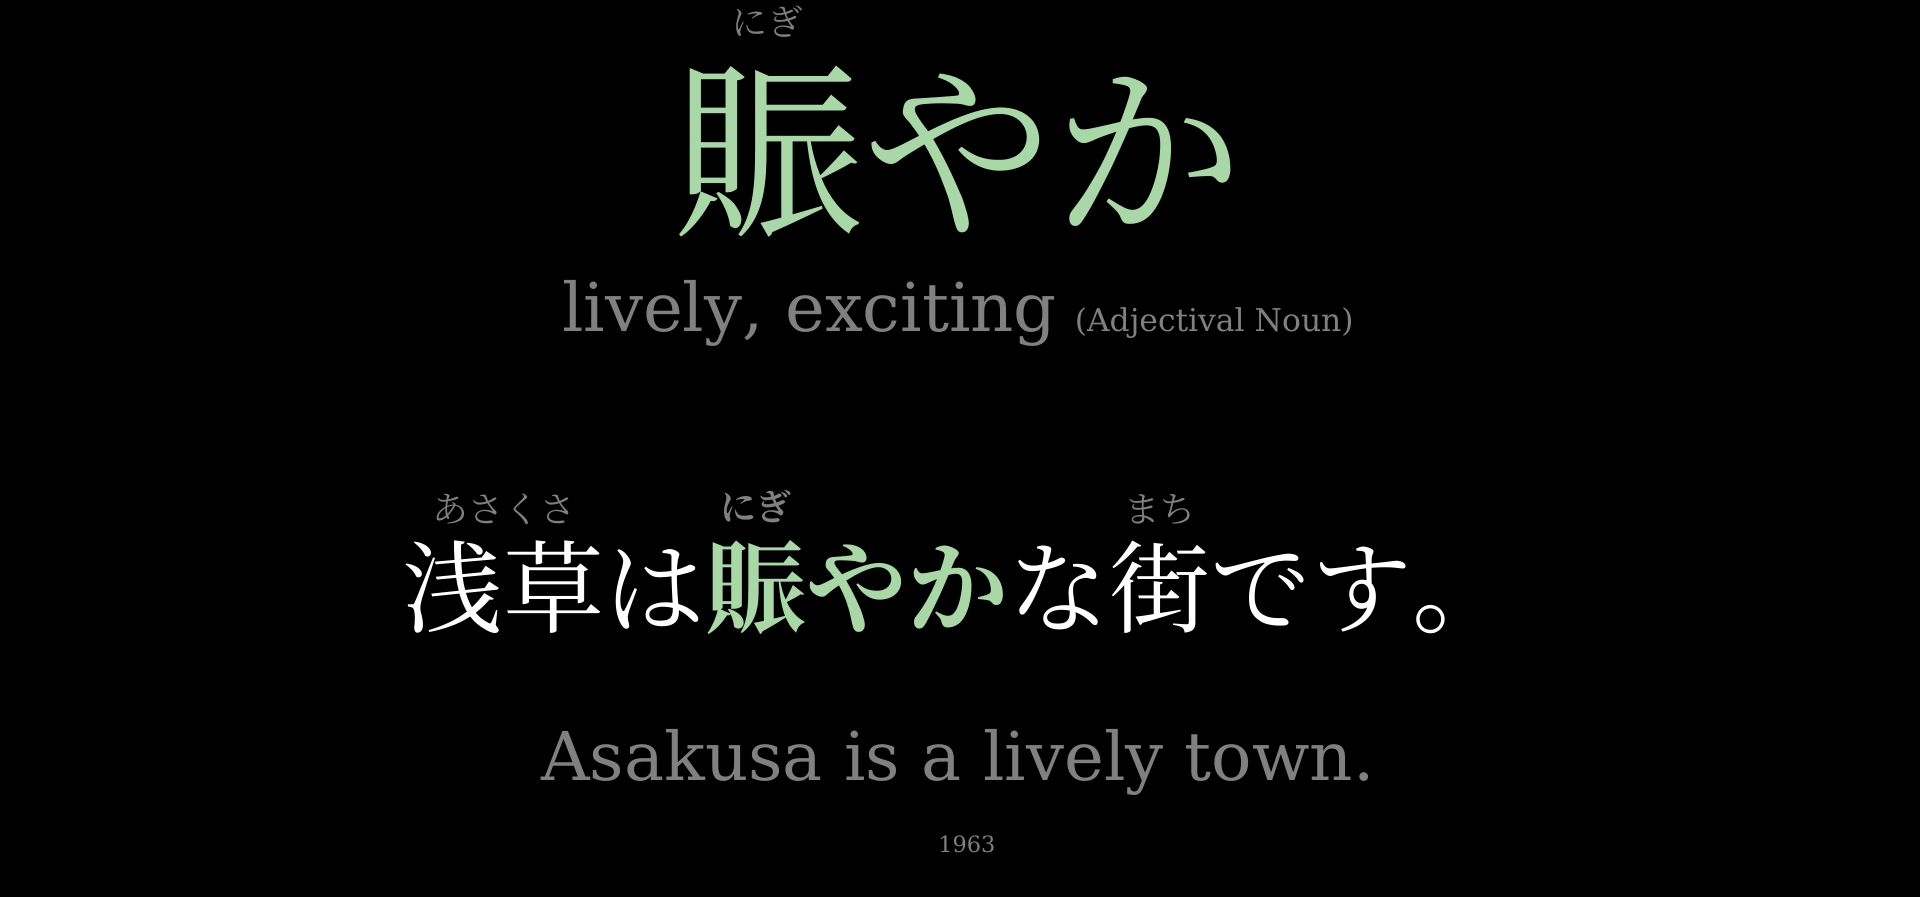 にぎ
賑やか
lively, exciting (Adjectival Noun)
あさくさ にぎ まち
浅草は賑やかな街です。
Asakusa is a lively town.
1963